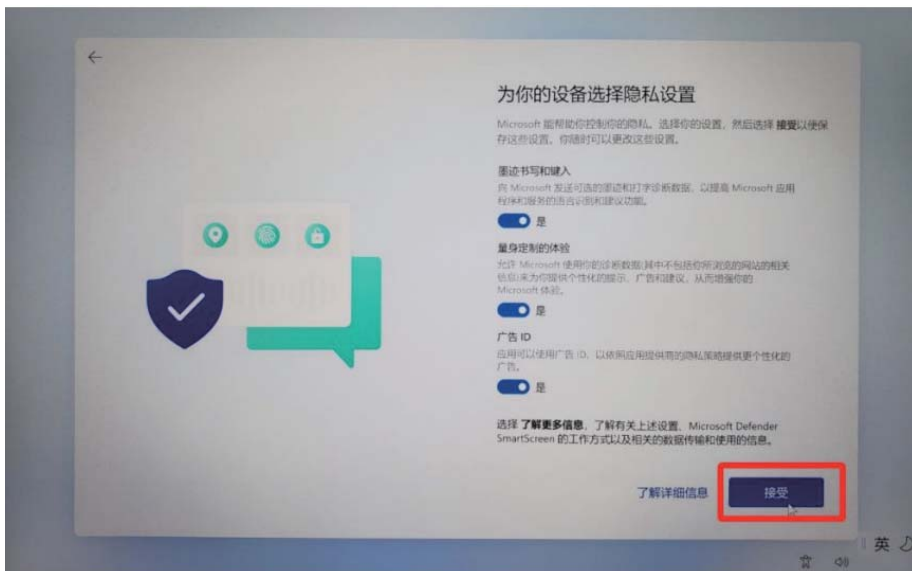 为你的设备选择隐私设置
Microsoft 能帮助你控制你的隐私。选择你的设置，然后选择 接受以便保
存这些设置。你随时可以更改这些设置。
墨迹书写和键入
向 Microsoft 发送可选的墨迹和打字诊断数据，以提高 Microsoft 应用
程序和服务的语言识别和建议功能。
是
量身定制的体验
允许 Microsoft 使用你的诊断数据(其中不包括你所浏览的网站的相关
信息)来为你提供个性化的提示、广告和建议，从而增强你的
Microsoft 体验。
是
广告 ID
应用可以使用广告 ID，以依照应用提供商的隐私策略提供更个性化的
广告。
是
选择 了解更多信息，了解有关上述设置、Microsoft Defender
SmartScreen 的工作方式以及相关的数据传输和使用的信息。
了解详细信息
接受
英